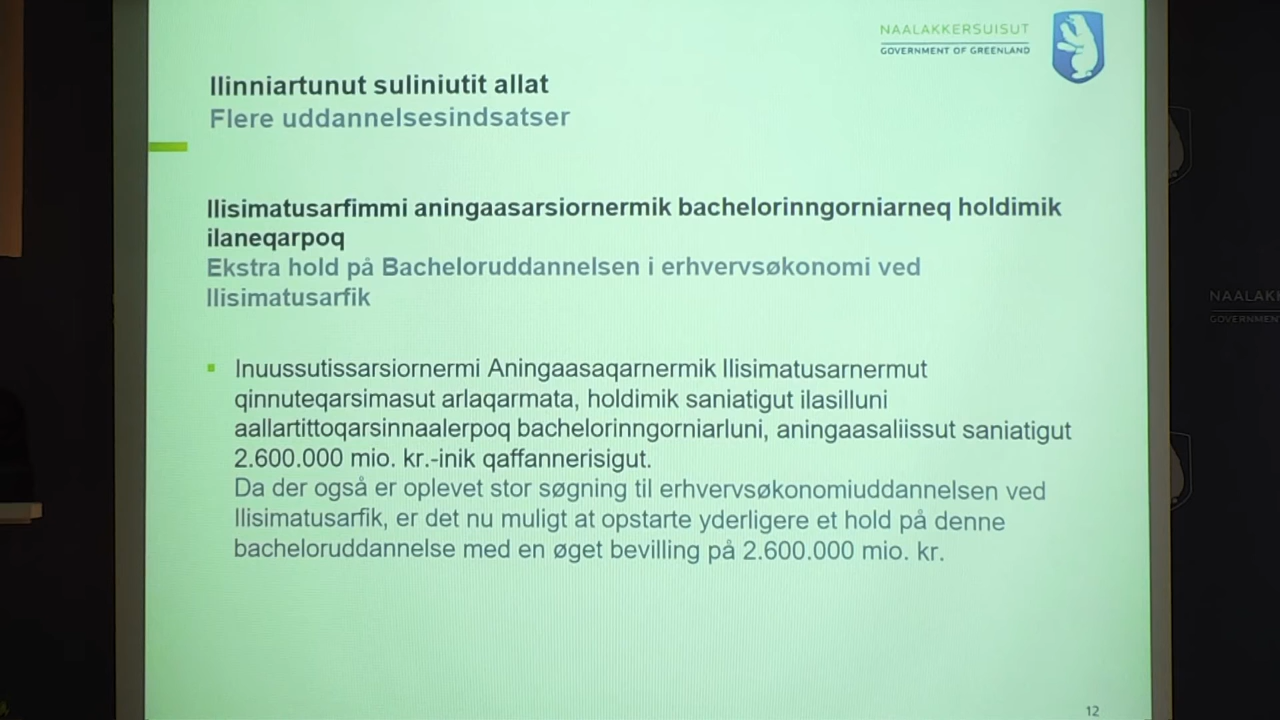 NAALAKKERSUISUT
GOVERNMENT OF GREENLAND
Ilinniartunut suliniutit allat
Flere uddannelsesindsatser
Ilisimatusarfimmi aningaasarsiornermik bachelorinngorniarneq holdimik
ilaneqarpoq
Ekstra hold på Bacheloruddannelsen i erhvervsøkonomi ved
Ilisimatusarfik
Inuussutissarsiornermi Aningaasaqarnermik Ilisimatusarnermut
qinnuteqarsimasut arlaqarmata, holdimik saniatigut ilasilluni
aallartittoqarsinnaalerpoq bachelorinngorniarluni, aningaasaliissut saniatigut
2.600.000 mio. kr.-inik qaffannerisigut.
Da der også er oplevet stor søgning til erhvervsøkonomiuddannelsen ved
Ilisimatusarfik, er det nu muligt at opstarte yderligere et hold på denne
bacheloruddannelse med en øget bevilling på 2.600.000 mio. kr.
12